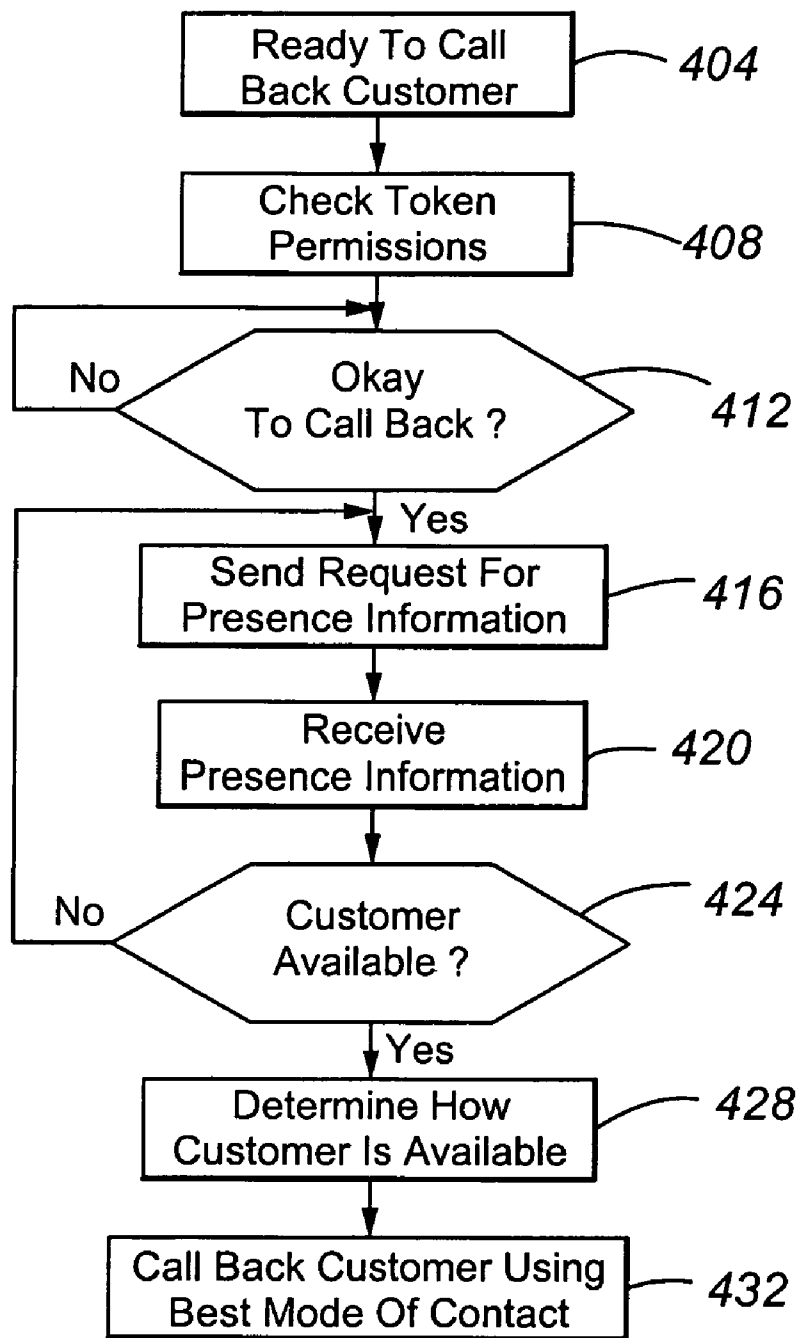 Ready To Call
Back Customer
404
Check Token
Permissions
408
No
Okay
To Call Back ?
412
Yes
Send Request For
Presence Information
416
Receive
Presence Information
420
No
Customer
Available ?
424
Yes
Determine How
Customer Is Available
428
Call Back Customer Using
Best Mode Of Contact
432